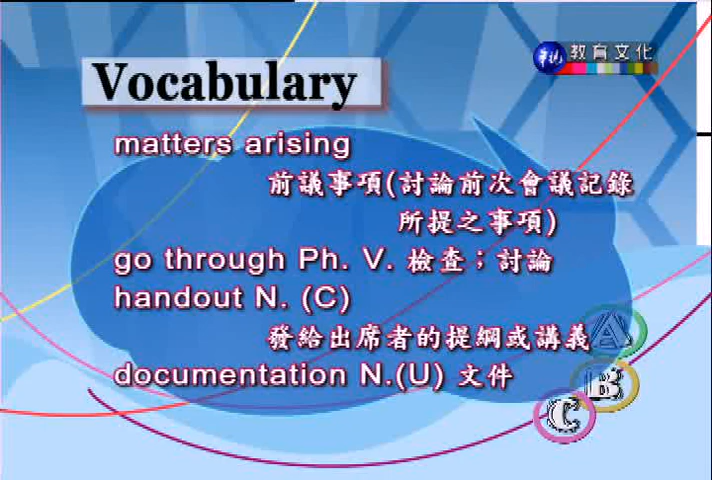 華視 教育文化
Vocabulary
matters arising
前議事項(討論前次會議記錄
所提之事項)
go through Ph. V. 檢查；討論
handout N. (C)
發給出席者的提綱或講義
documentation N.(U) 文件
A
B
C